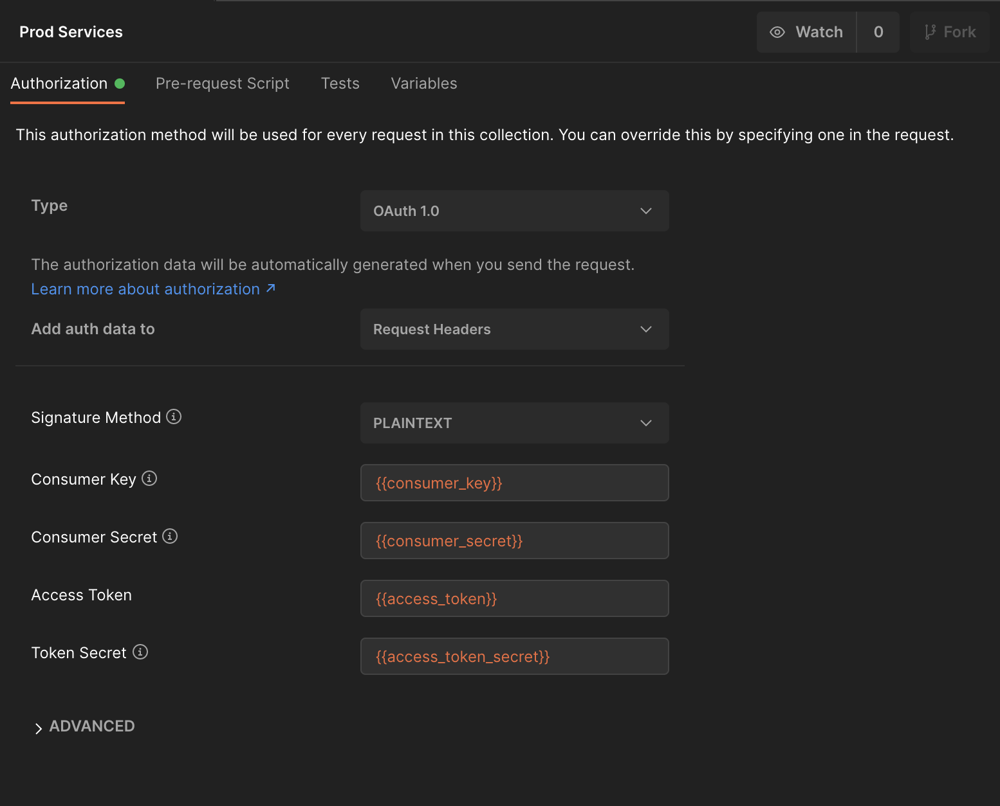 Prod Services
Watch
0
Fork
Authorization
Pre-request Script
Tests
Variables
This authorization method will be used for every request in this collection. You can override this by specifying one in the request.
Type
OAuth 1.0
The authorization data will be automatically generated when you send the request.
Learn more about authorization ↗
Add auth data to
Request Headers
Signature Method
PLAINTEXT
Consumer Key
{{consumer_key}}
Consumer Secret
{{consumer_secret}}
Access Token
{{access_token}}
Token Secret
{{access_token_secret}}
ADVANCED